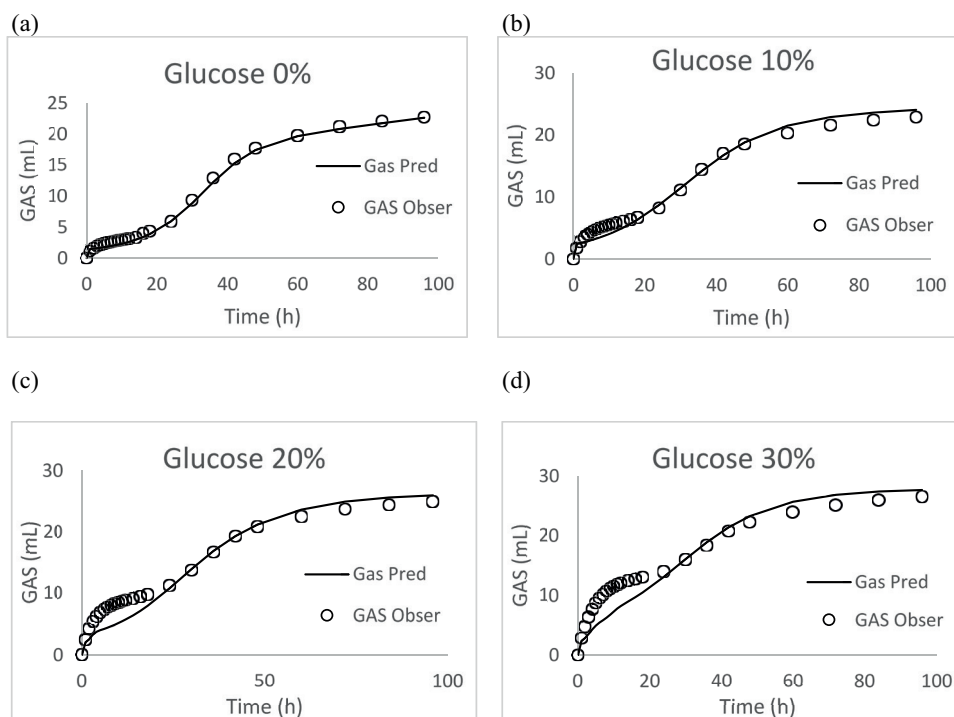 (a)
Glucose 0%
25
20
15
10
5
0
GAS (mL)
Gas Pred
GAS Obser
0 20 40 60 80 100
Time (h)
(b)
Glucose 10%
30
20
10
0
GAS (mL)
Gas Pred
GAS Obser
0 20 40 60 80 100
Time (h)
(c)
Glucose 20%
30
20
10
0
GAS (mL)
Gas Pred
GAS Obser
0 50 100
Time (h)
(d)
Glucose 30%
30
20
10
0
GAS (mL)
Gas Pred
GAS Obser
0 20 40 60 80 100
Time (h)